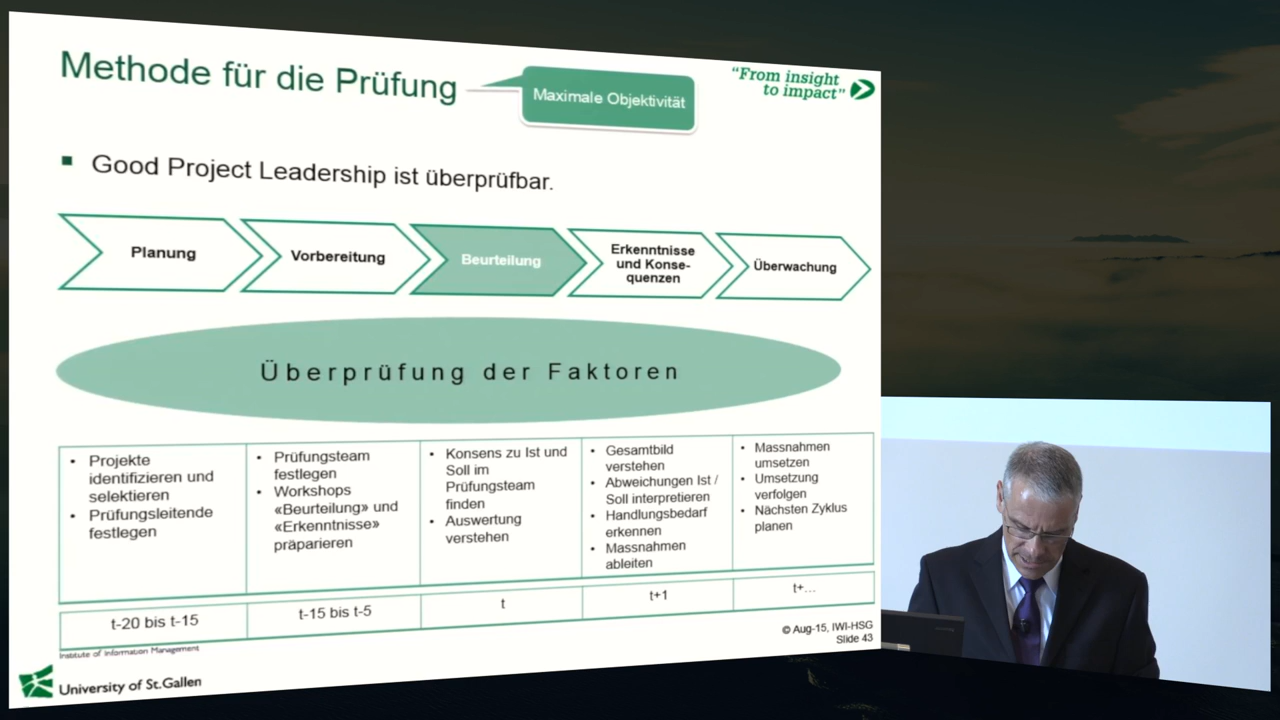 Methode für die Prüfung
Maximale Objektivität
“From insight
to impact”
▪ Good Project Leadership ist überprüfbar.
Planung
Vorbereitung
Beurteilung
Erkenntnisse
und Konse-
quenzen
Überwachung
Überprüfung der Faktoren
• Projekte
identifizieren und
selektieren
• Prüfungsleitende
festlegen
• Prüfungsteam
festlegen
• Workshops
«Beurteilung» und
«Erkenntnisse»
präparieren
• Konsens zu Ist und
Soll im
Prüfungsteam
finden
• Auswertung
verstehen
• Gesamtbild
verstehen
• Abweichungen Ist /
Soll interpretieren
• Handlungsbedarf
erkennen
• Massnahmen
ableiten
• Massnahmen
umsetzen
• Umsetzung
verfolgen
• Nächsten Zyklus
planen
t-20 bis t-15
t-15 bis t-5
t
t+1
t+...
© Aug-15, IWI-HSG
Slide 43
Institute of Information Management
University of St.Gallen